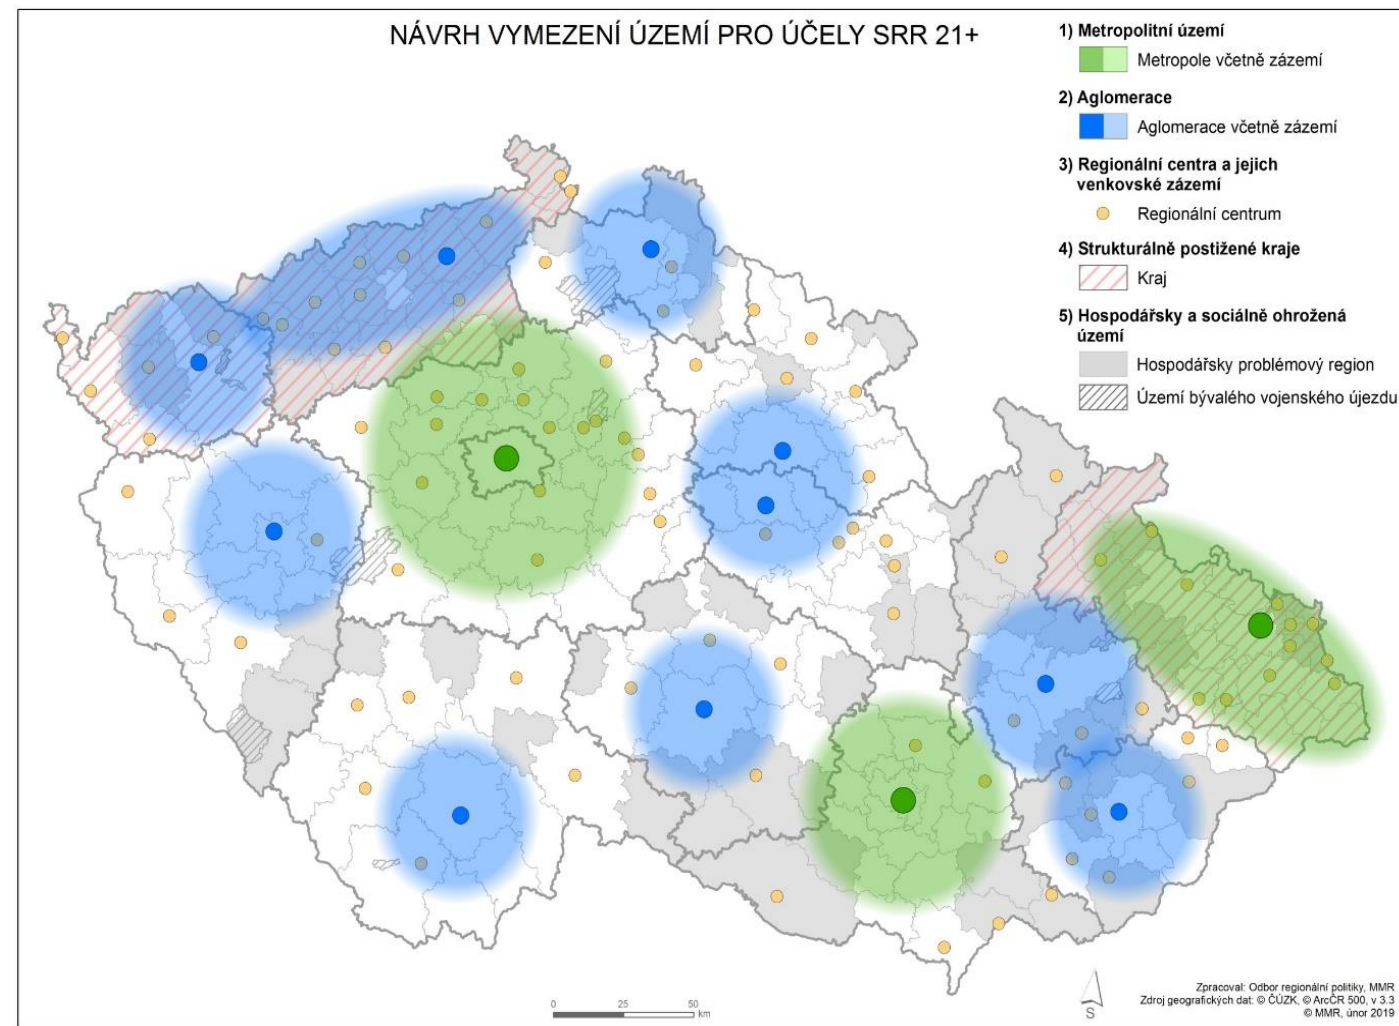 NÁVRH VYMEZENÍ ÚZEMÍ PRO ÚČELY SRR 21+
1) Metropolitní území
Metropole včetně zázemí
2) Aglomerace
Aglomerace včetně zázemí
3) Regionální centra a jejich
venkovské zázemí
Regionální centrum
4) Strukturálně postižené kraje
Kraj
5) Hospodářsky a sociálně ohrožená
území
Hospodářsky problémový region
Území bývalého vojenského újezdu
0 25 50
km
S
Zpracoval: Odbor regionální politiky, MMR
Zdroj geografických dat: © ČÚZK, © ArcČR 500, v 3.3
© MMR, únor 2019